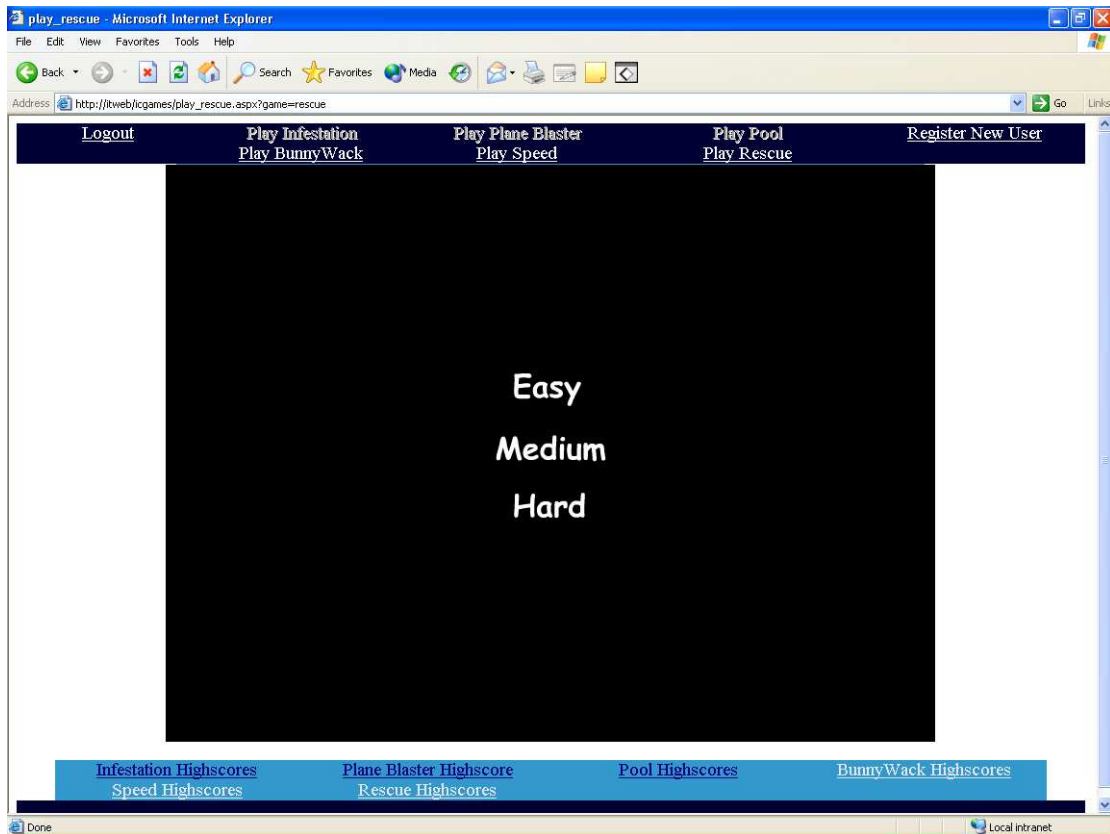 play_rescue - Microsoft Internet Explorer
File Edit View Favorites Tools Help
Back Search Favorites Media
Address http://itweb/icgames/play_rescue.aspx?game=rescue Go Links
Logout Play Infestation Play Plane Blaster Play Pool Register New User
Play BunnyWack Play Speed Play Rescue
Easy
Medium
Hard
Infestation Highscores Plane Blaster Highscore Pool Highscores BunnyWack Highscores
Speed Highscores Rescue Highscores
Done Local intranet